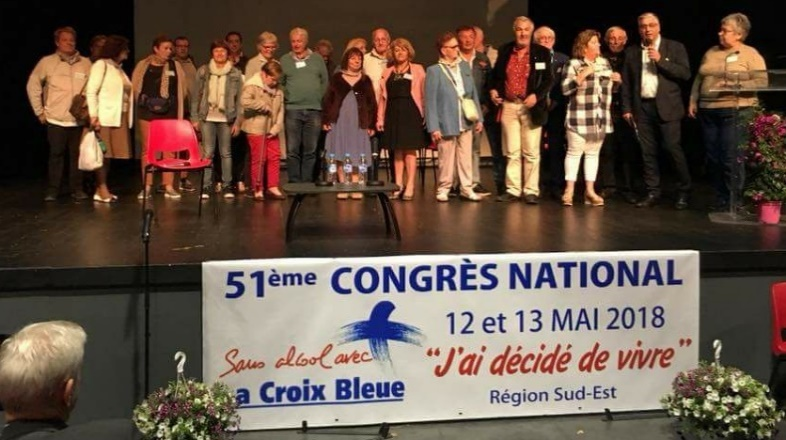 51ème CONGRÈS NATIONAL
12 et 13 MAI 2018
Sans alcool avec
a Croix Bleue
"J'ai décidé de vivre"
Région Sud-Est